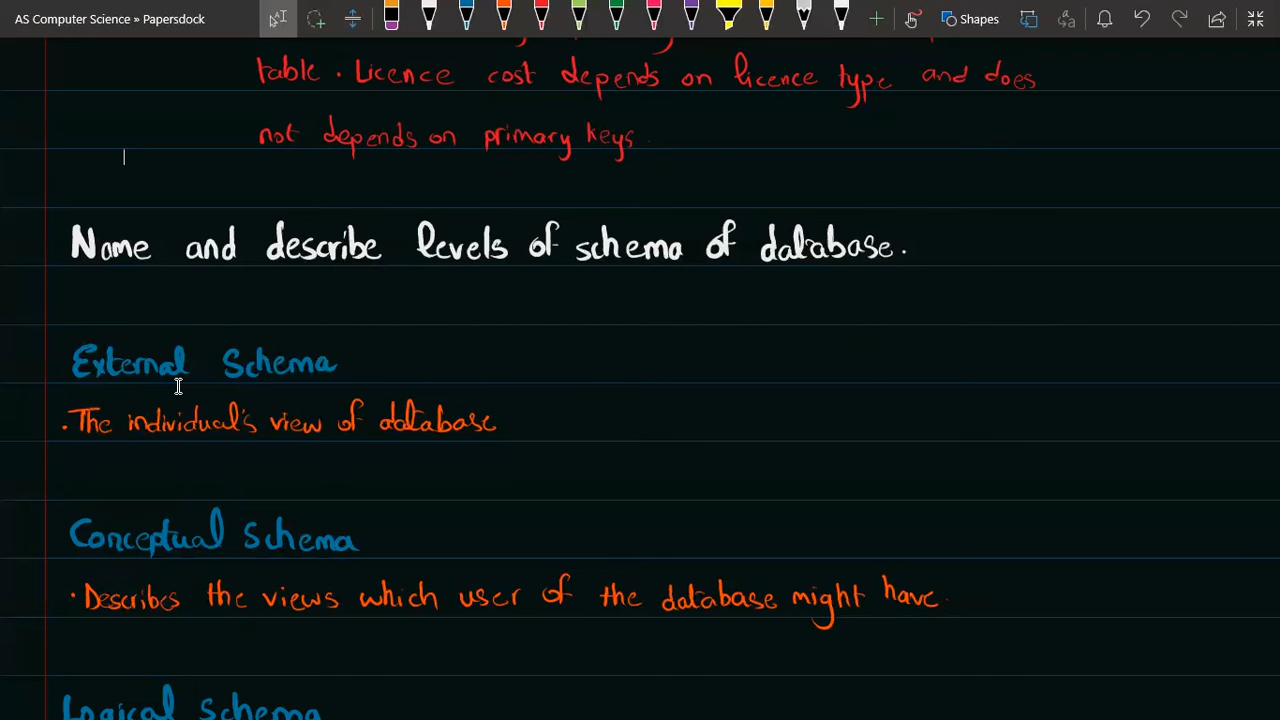 AS Computer Science » Papersdock
Shapes
table. Licence cost depends on licence type and does
not depends on primary keys.
Name and describe levels of schema of database.
External Schema
. The individual's view of database
Conceptual Schema
. Describes the views which user of the database might have.
Logical Schema